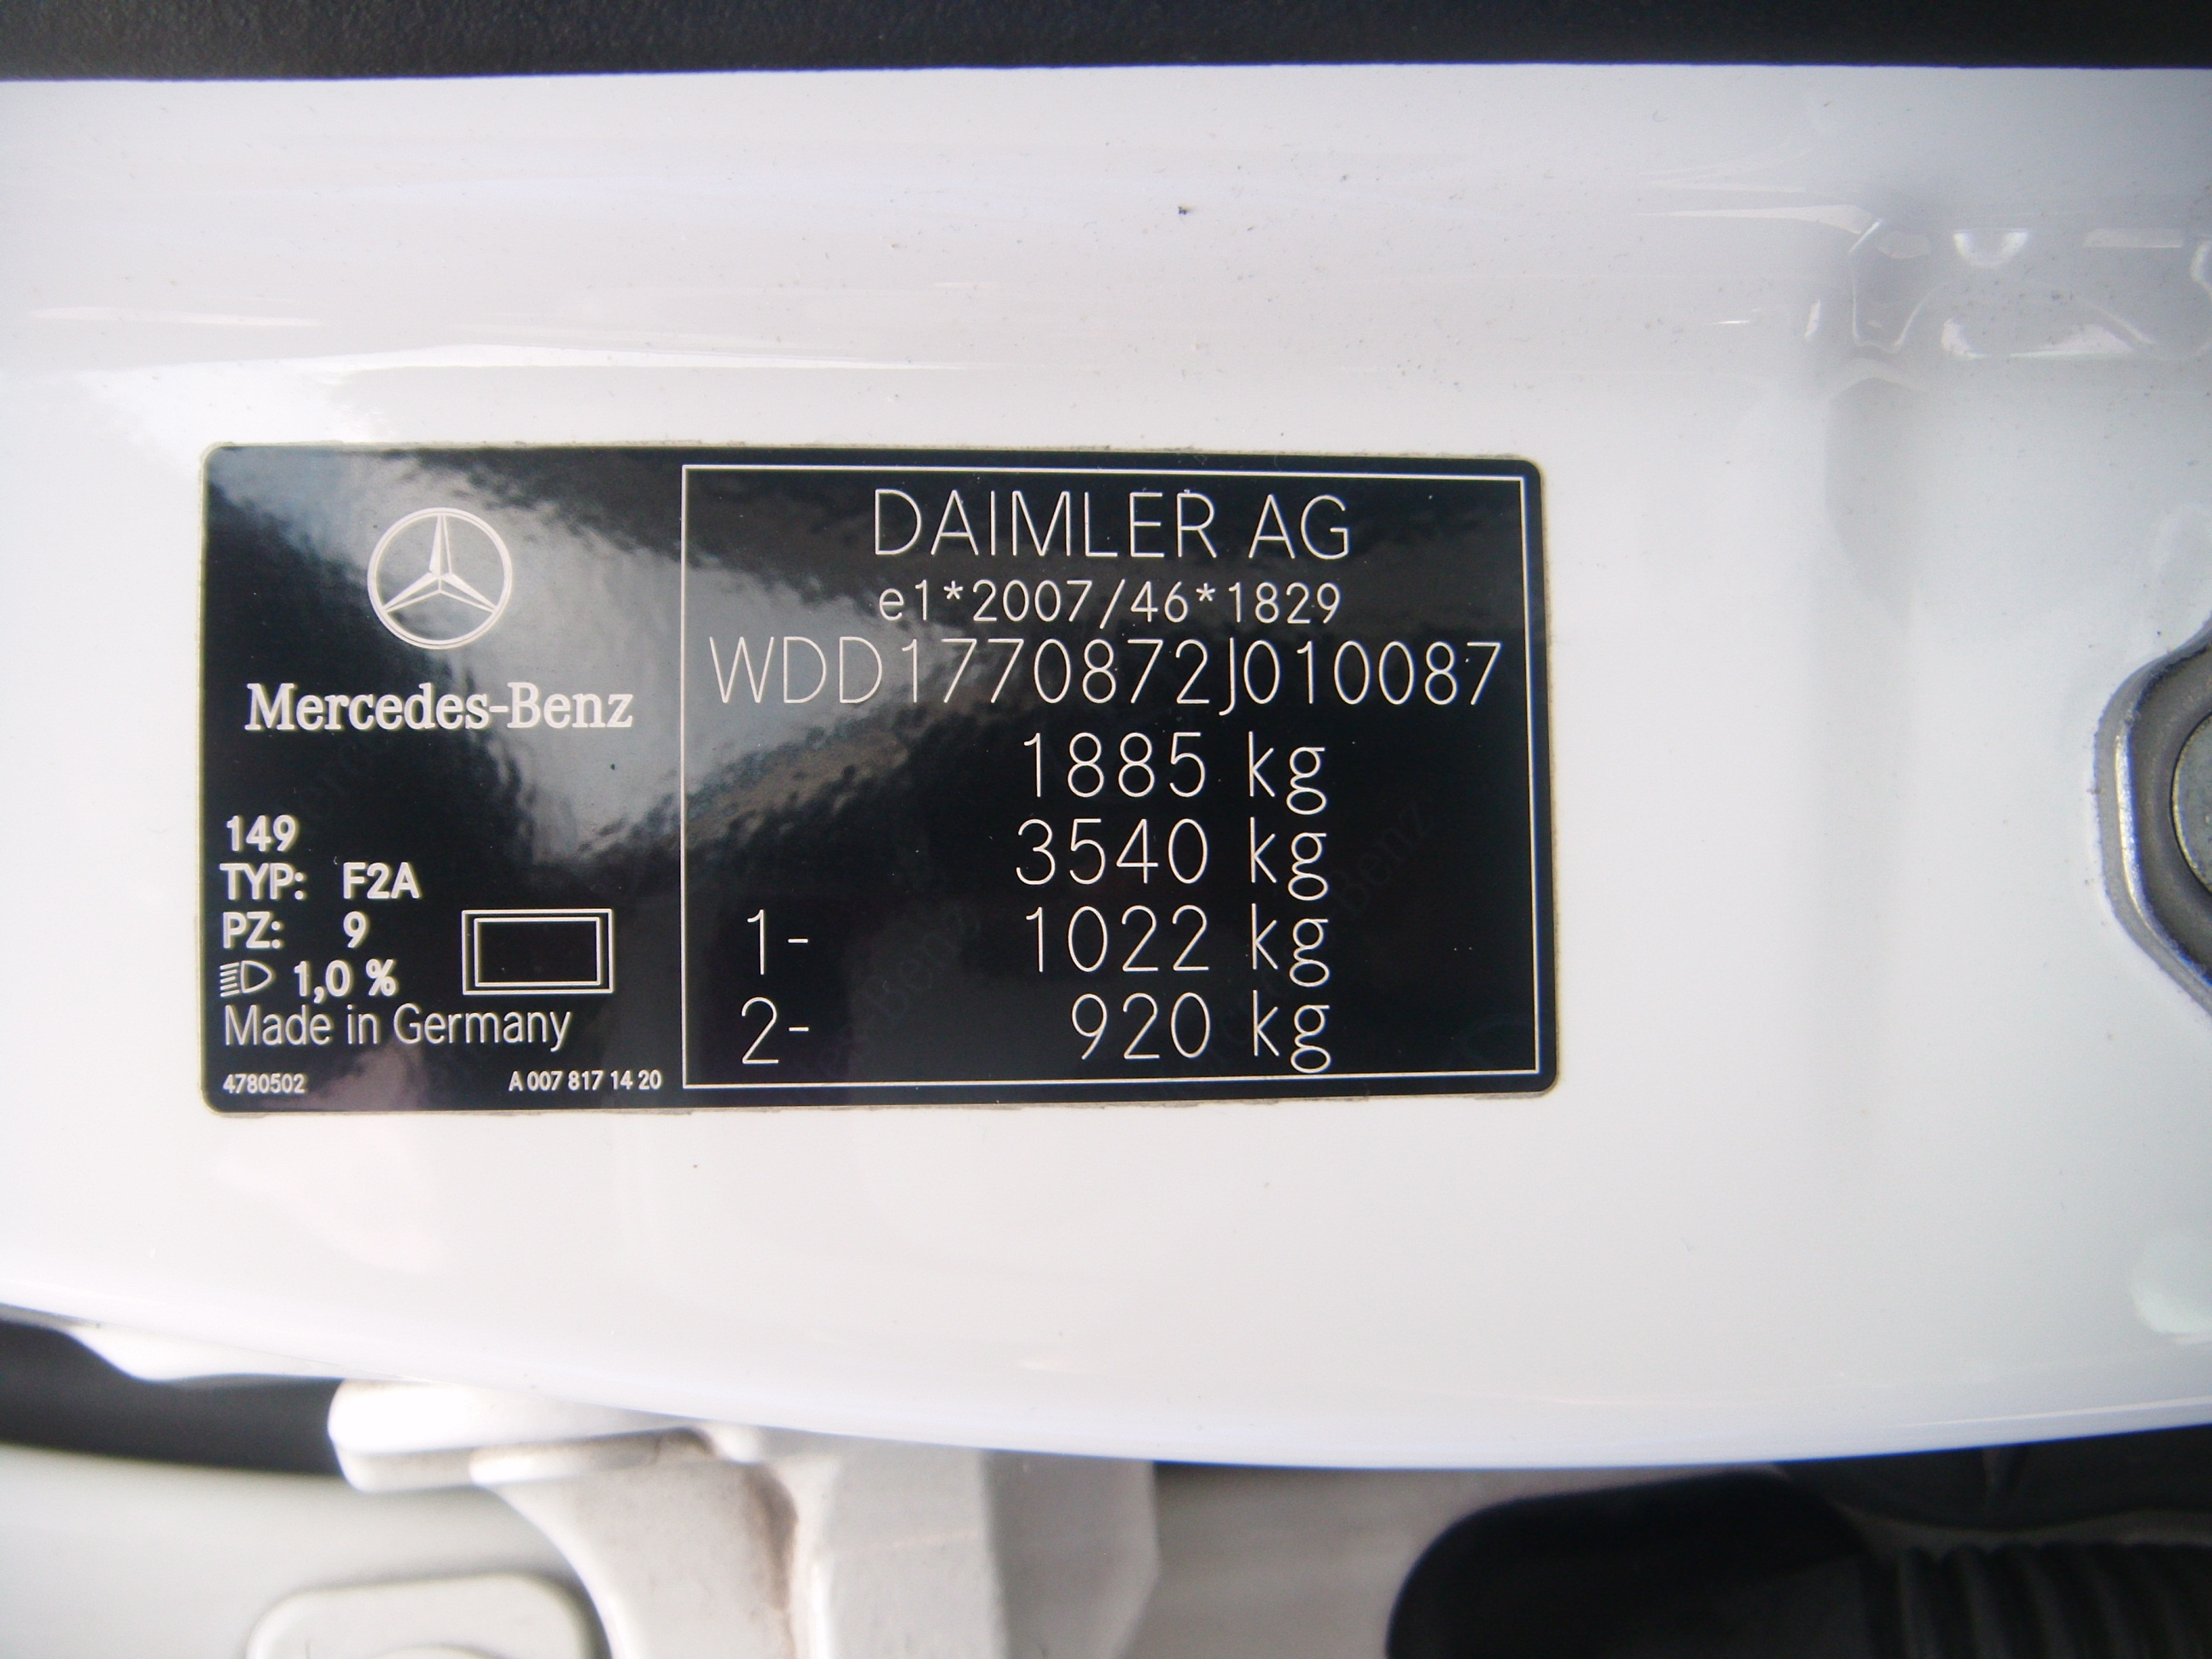 Mercedes-Benz
149
TYP: F2A
PZ: 9
1,0 %
Made in Germany
4780502 A 007 817 14 20
DAIMLER AG
e1*2007/46*1829
WDD1770872J010087
1885 kg
3540 kg
1- 1022 kg
2- 920 kg